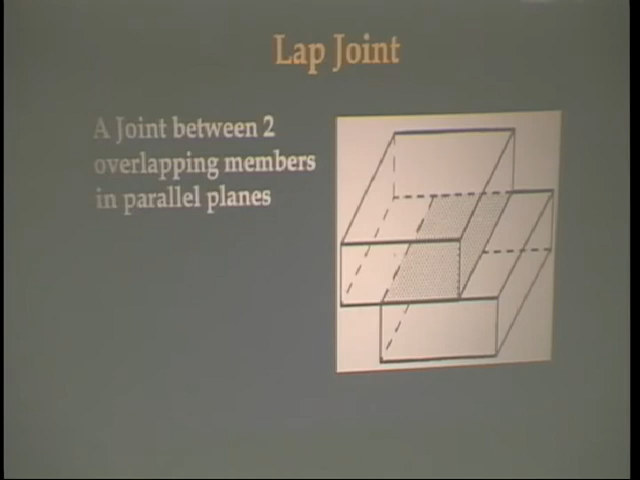 Lap Joint
A Joint between 2
overlapping members
in parallel planes